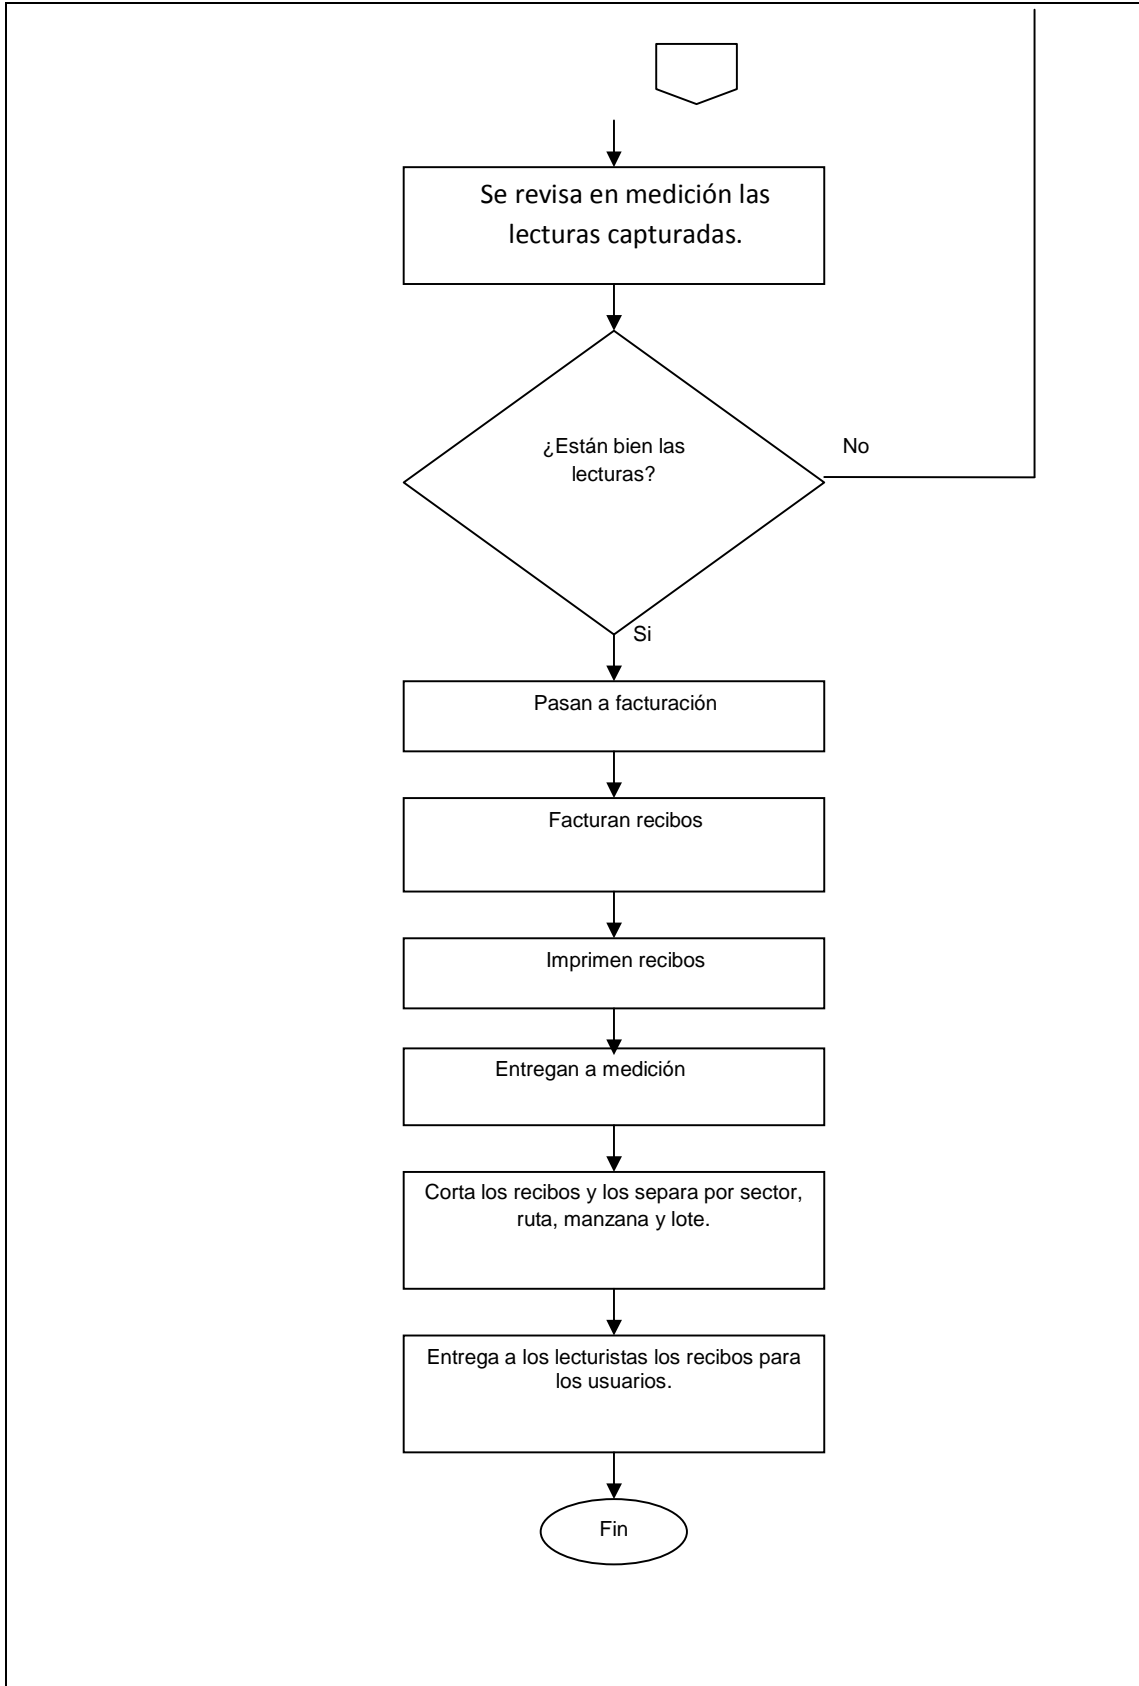 Se revisa en medición las
lecturas capturadas.
¿Están bien las
lecturas?
No
Si
Pasan a facturación
Facturan recibos
Imprimen recibos
Entregan a medición
Corta los recibos y los separa por sector,
ruta, manzana y lote.
Entrega a los lecturistas los recibos para
los usuarios.
Fin